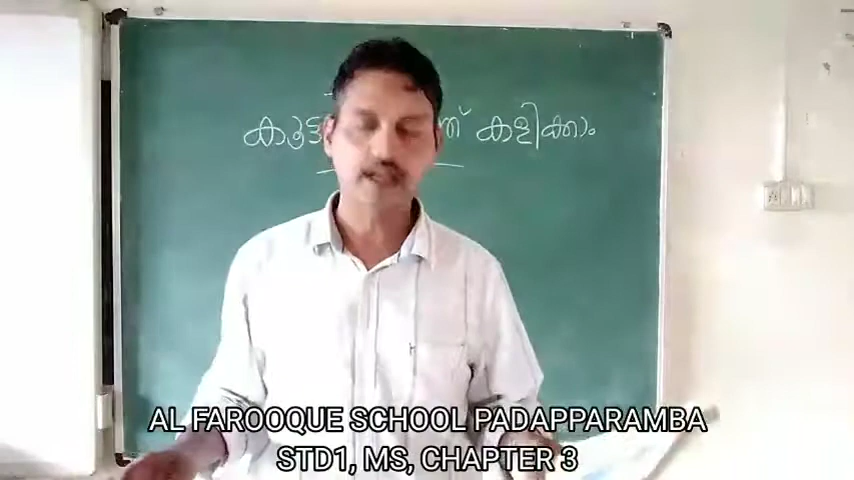 കളിക്കാം
AL FAROOQUE SCHOOL PADAPPARAMBA
STD1, MS, CHAPTER 3